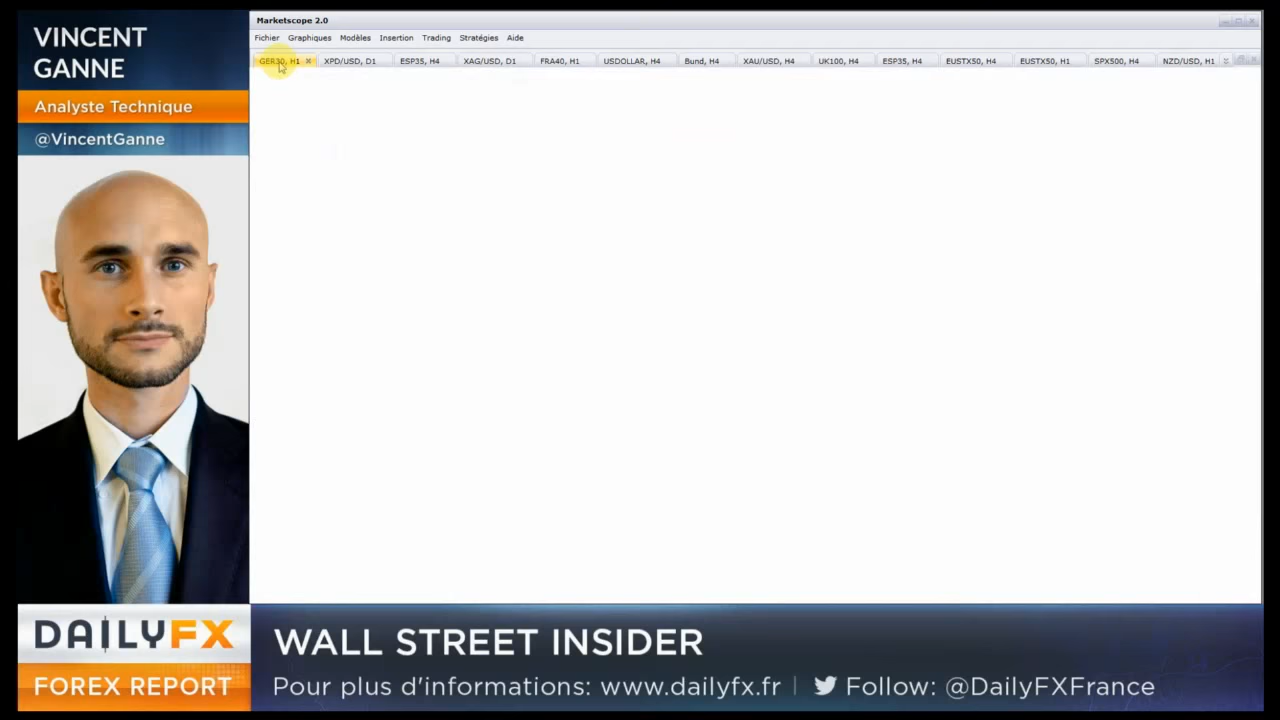 VINCENT
GANNE
Analyste Technique
@VincentGanne
Marketscope 2.0
Fichier Graphiques Modèles Insertion Trading Stratégies Aide
GER30, H1 XPD/USD, D1 ESP35, H4 XAG/USD, D1 FRA40, H1 USDOLLAR, H4 Bund, H4 XAU/USD, H4 UK100, H4 ESP35, H4 EUSTX50, H4 EUSTX50, H1 SPX500, H4 NZD/USD, H1
DAILYFX
FOREX REPORT
WALL STREET INSIDER
Pour plus d'informations: www.dailyfx.fr | Follow: @DailyFXFrance